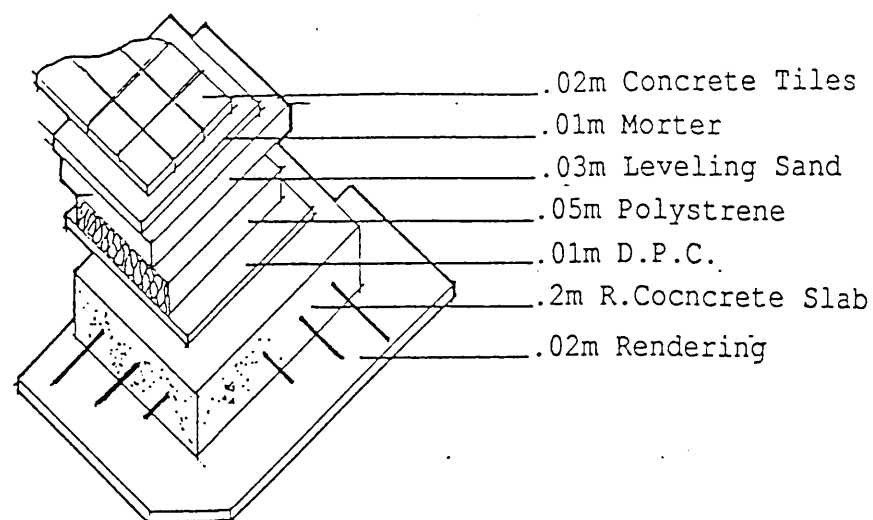 .02m Concrete Tiles
.01m Morter
.03m Leveling Sand
.05m Polystrene
.01m D.P.C.
.2m R.Cocncrete Slab
.02m Rendering